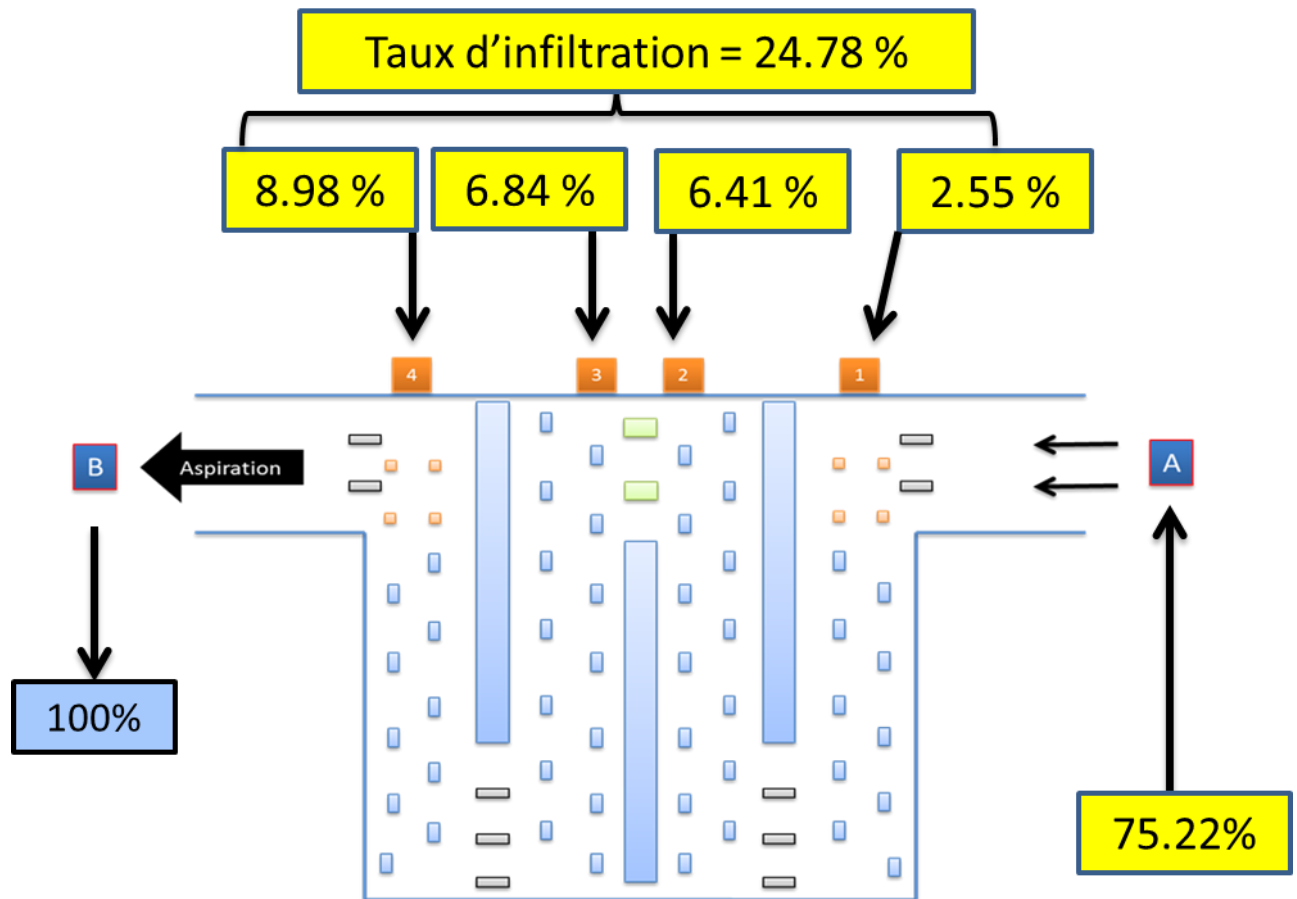 Taux d’infiltration = 24.78 %
8.98 %
6.84 %
6.41 %
2.55 %
4
3
2
1
B
Aspiration
A
100%
75.22%